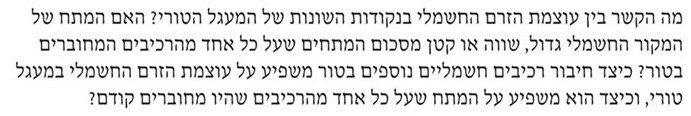 מה הקשר בין עוצמת הזרם החשמלי בנקודות השונות של המעגל הטורי? האם המתח של
המקור החשמלי גדול, שווה או קטן מסכום המתחים שעל כל אחד מהרכיבים המחוברים
בטור? כיצד חיבור רכיבים חשמליים נוספים בטור משפיע על עוצמת הזרם החשמלי במעגל
טורי, וכיצד הוא משפיע על המתח שעל כל אחד מהרכיבים שהיו מחוברים קודם?